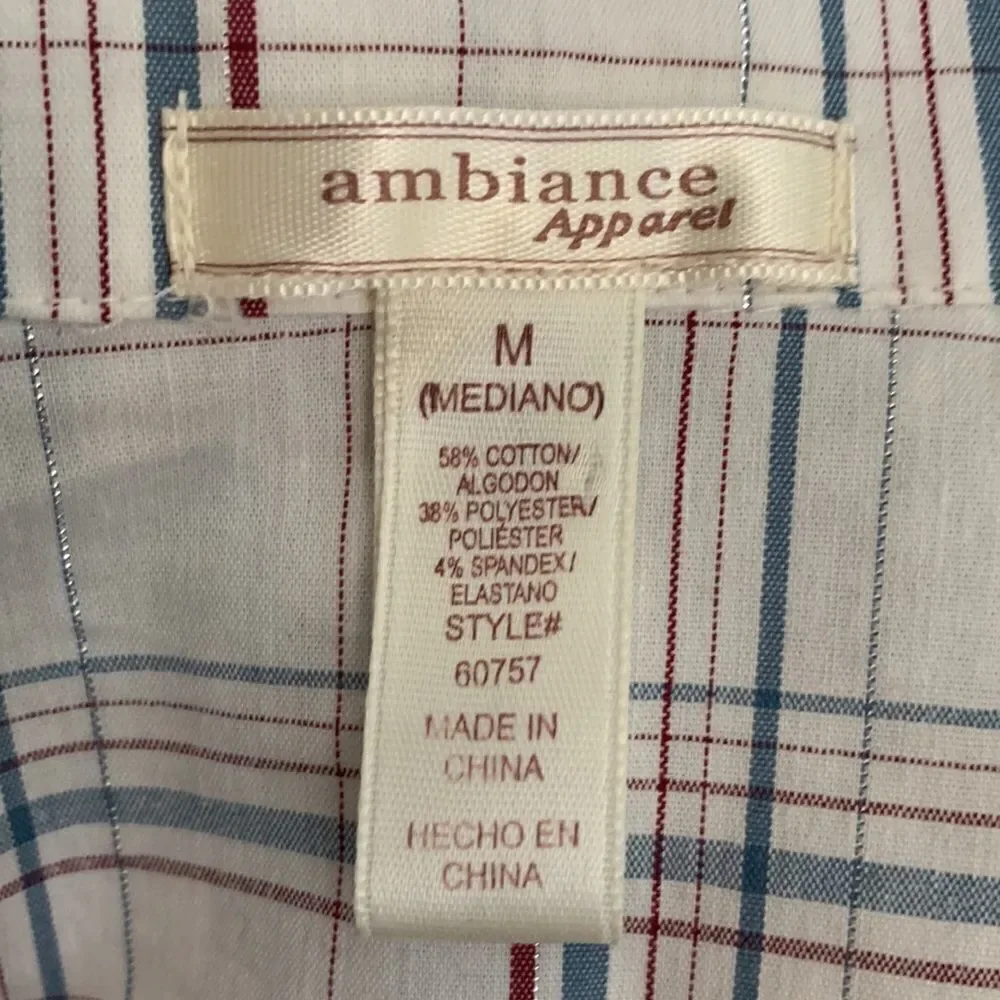 ambiance
Apparel
M
(MEDIANO)
58% COTTON/
ALGODON
38% POLYESTER/
POLIÉSTER
4% SPANDEX/
ELASTANO
STYLE#
60757
MADE IN
CHINA
HECHO EN
CHINA